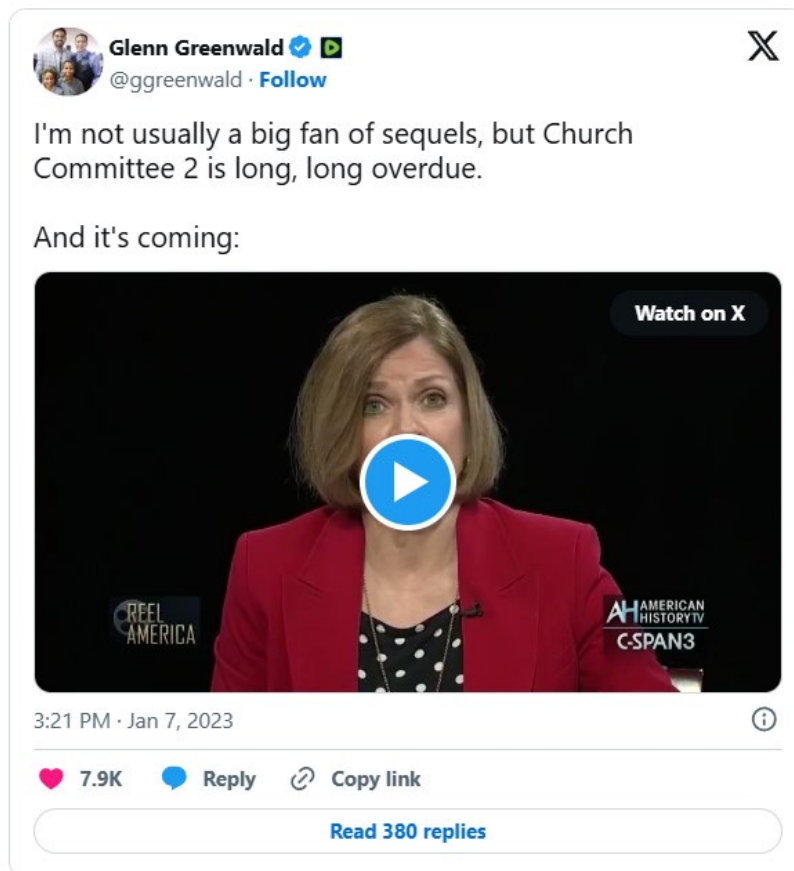 Glenn Greenwald
@ggreenwald · Follow
I'm not usually a big fan of sequels, but Church
Committee 2 is long, long overdue.
And it's coming:
Watch on X
REEL
AMERICA
AH AMERICAN
HISTORY TV
C-SPAN3
3:21 PM · Jan 7, 2023
7.9K Reply Copy link
Read 380 replies